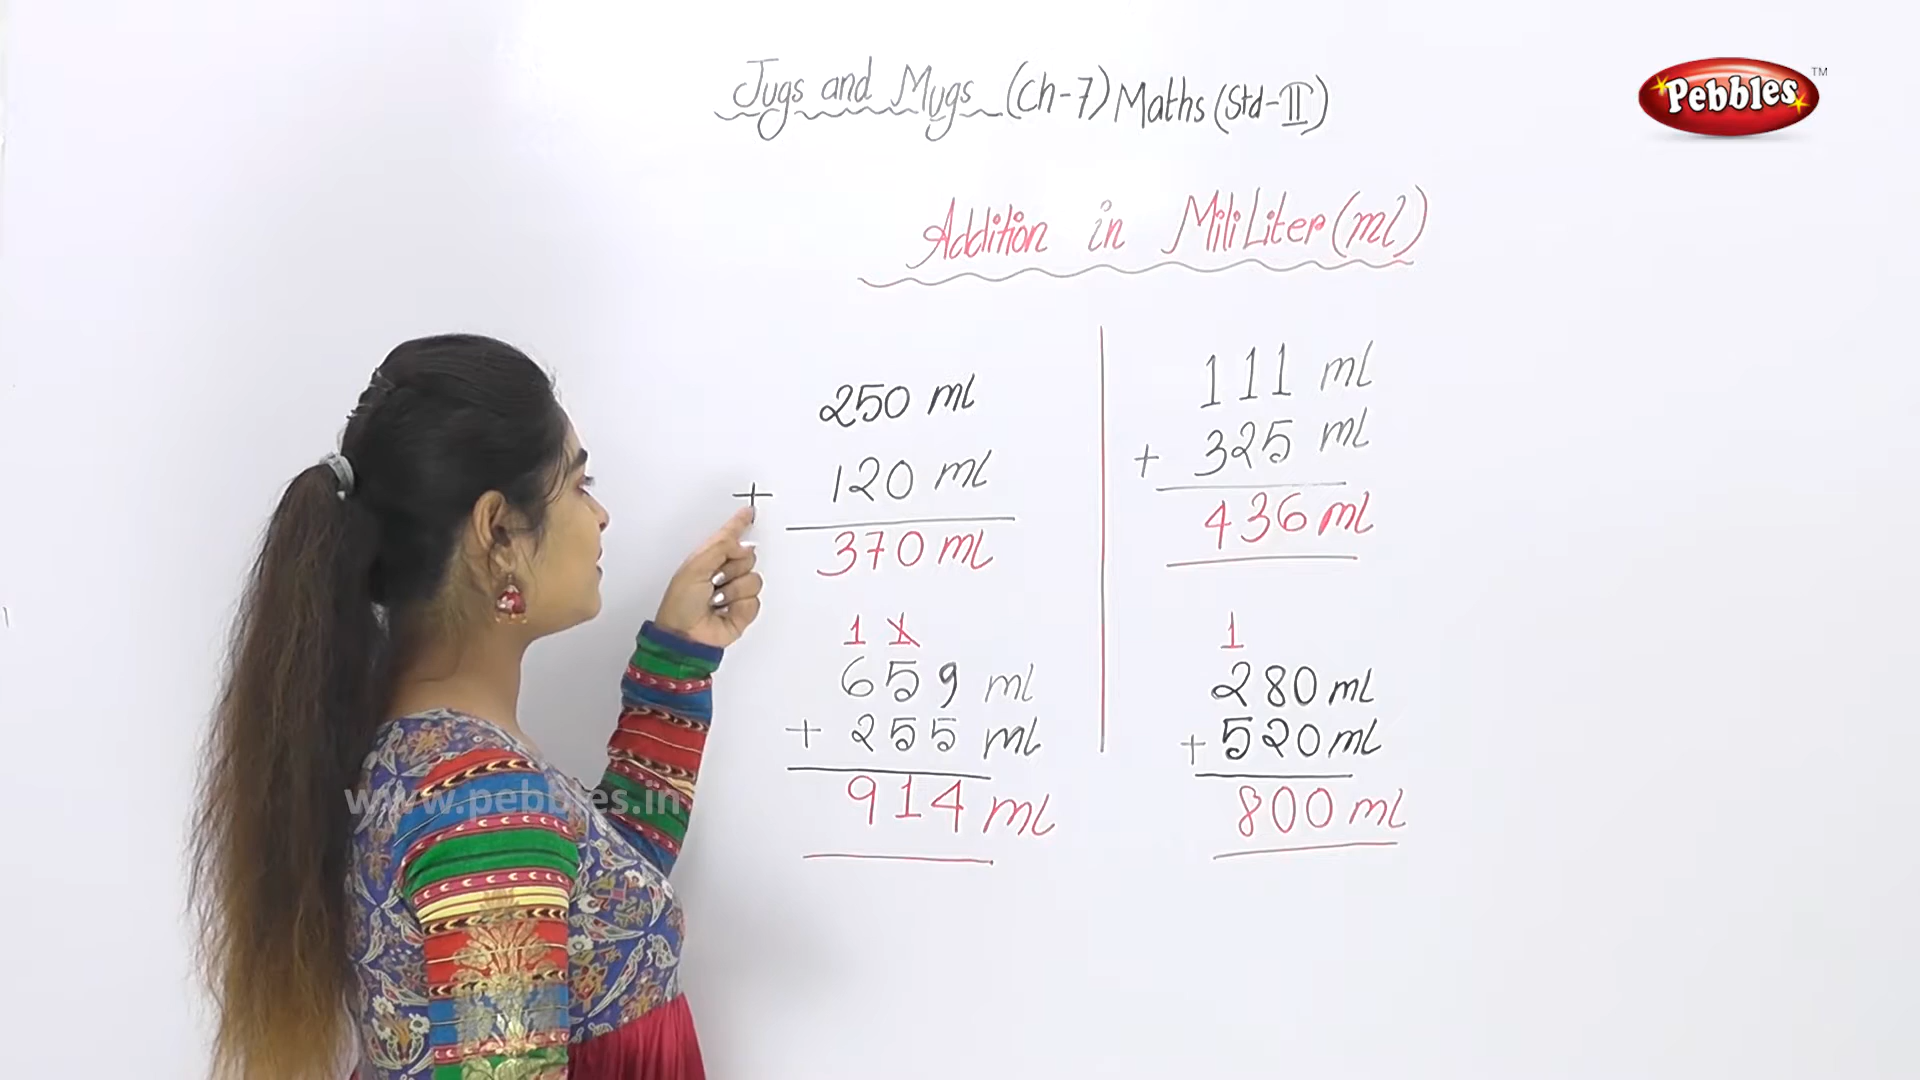 Jugs and Mugs (Ch-7) Maths (Std-II)
Pebbles TM
Addition in MiliLiter (ml)
250 ml
120 ml
+
370 ml
111 ml
+ 325 ml
436 ml
1 1
659 ml
+ 255 ml
914 ml
1
280 ml
+ 520 ml
800 ml
www.pebbles.in